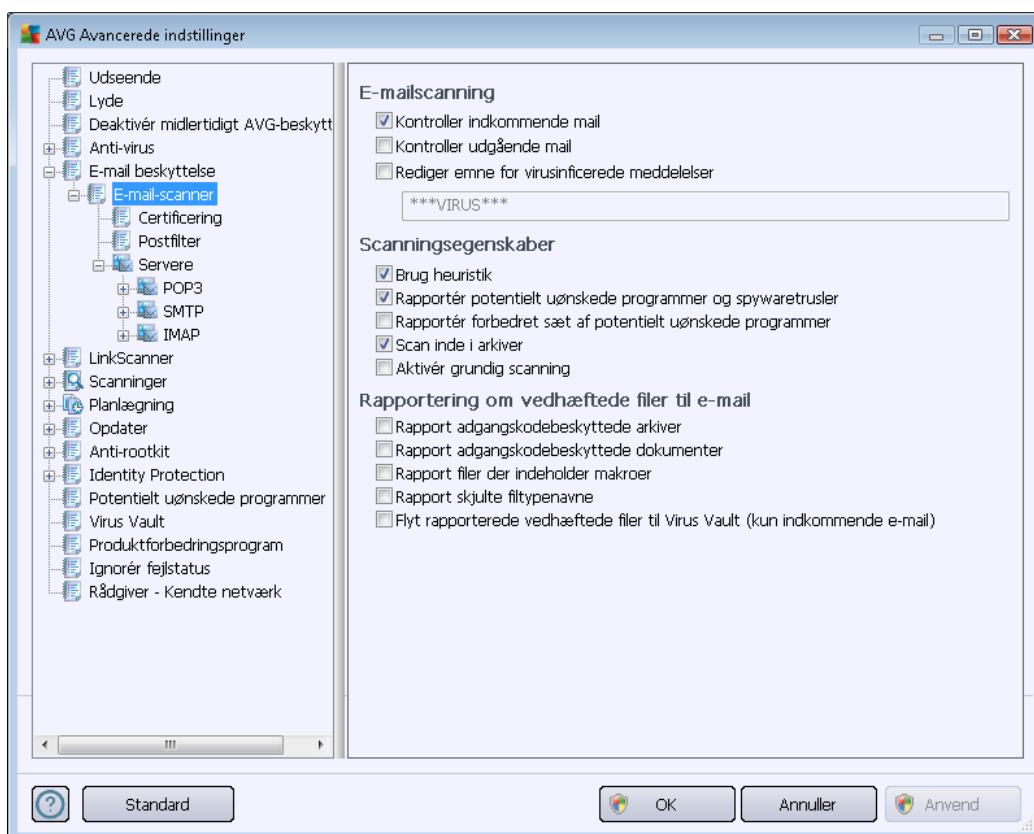 AVG Avancerede indstillinger
Udseende
Lyde
Deaktivér midlertidigt AVG-beskytt
Anti-virus
E-mail beskyttelse
E-mail-scanner
Certificering
Postfilter
Servere
POP3
SMTP
IMAP
LinkScanner
Scanninger
Planlægning
Opdater
Anti-rootkit
Identity Protection
Potentielt uønskede programmer
Virus Vault
Produktforbedringsprogram
Ignorér fejlstatus
Rådgiver - Kendte netværk
E-mailscanning
Kontroller indkommende mail
Kontroller udgående mail
Rediger emne for virusinficerede meddelelser
***VIRUS***
Scanningsegenskaber
Brug heuristik
Rapportér potentielt uønskede programmer og spywaretrusler
Rapportér forbedret sæt af potentielt uønskede programmer
Scan inde i arkiver
Aktivér grundig scanning
Rapportering om vedhæftede filer til e-mail
Rapport adgangskodebeskyttede arkiver
Rapport adgangskodebeskyttede dokumenter
Rapport filer der indeholder makroer
Rapport skjulte filtypenavne
Flyt rapporterede vedhæftede filer til Virus Vault (kun indkommende e-mail)
Standard
OK
Annuller
Anvend